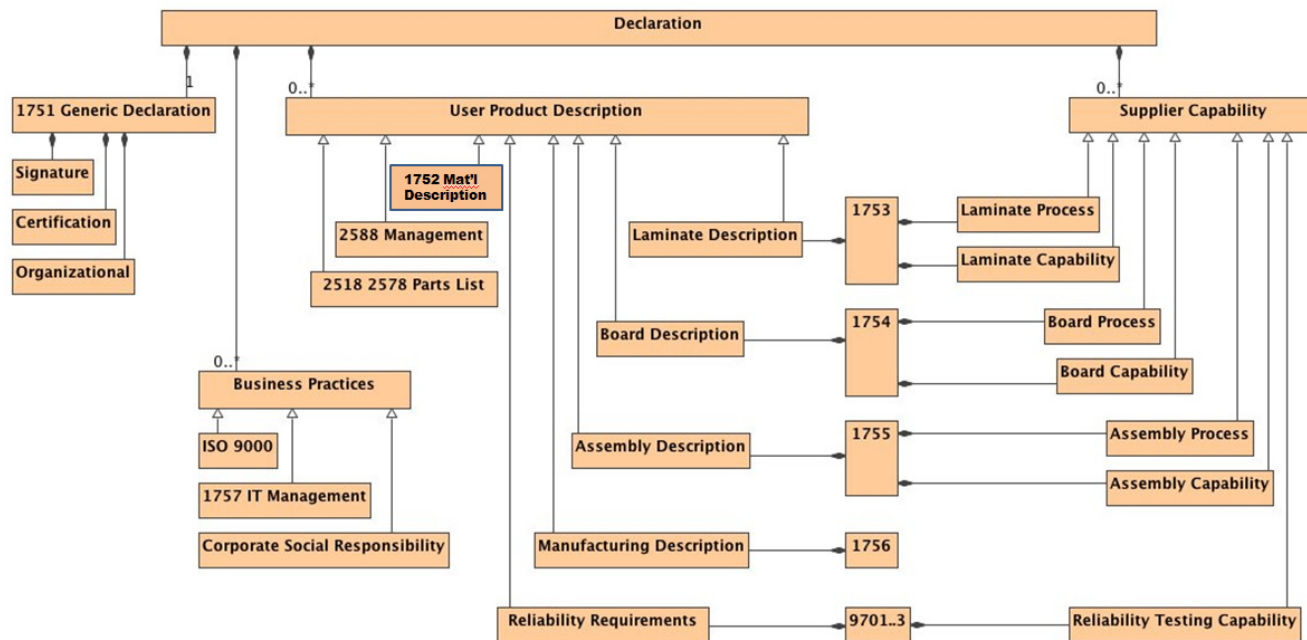 Declaration
1
0..*
0..*
1751 Generic Declaration
User Product Description
Supplier Capability
Signature
1752 Mat'l
Description
Certification
1753
Laminate Process
2588 Management
Laminate Description
Organizational
Laminate Capability
2518 2578 Parts List
Board Description
1754
Board Process
0..*
Business Practices
Board Capability
ISO 9000
Assembly Description
1755
Assembly Process
1757 IT Management
Assembly Capability
Corporate Social Responsibility
Manufacturing Description
1756
Reliability Requirements
9701..3
Reliability Testing Capability